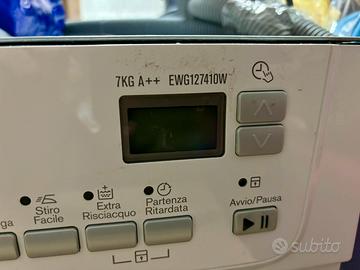 7KG A++ EWG127410W
Stiro
Facile
Extra
Risciacquo
Partenza
Ritardata
Avvio/Pausa
subito